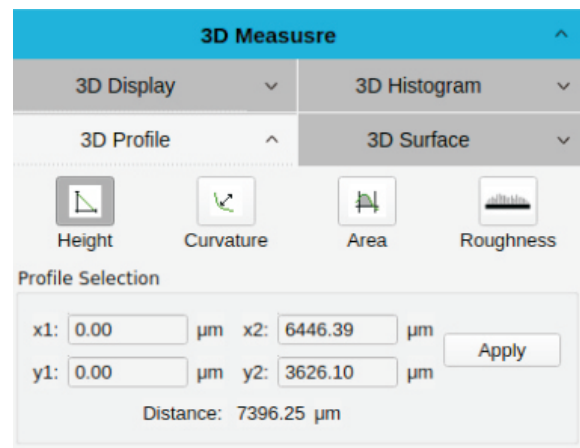 3D Measusre
3D Display 3D Histogram
3D Profile 3D Surface
Height Curvature Area Roughness
Profile Selection
x1: 0.00 µm x2: 6446.39 µm
Apply
y1: 0.00 µm y2: 3626.10 µm
Distance: 7396.25 µm